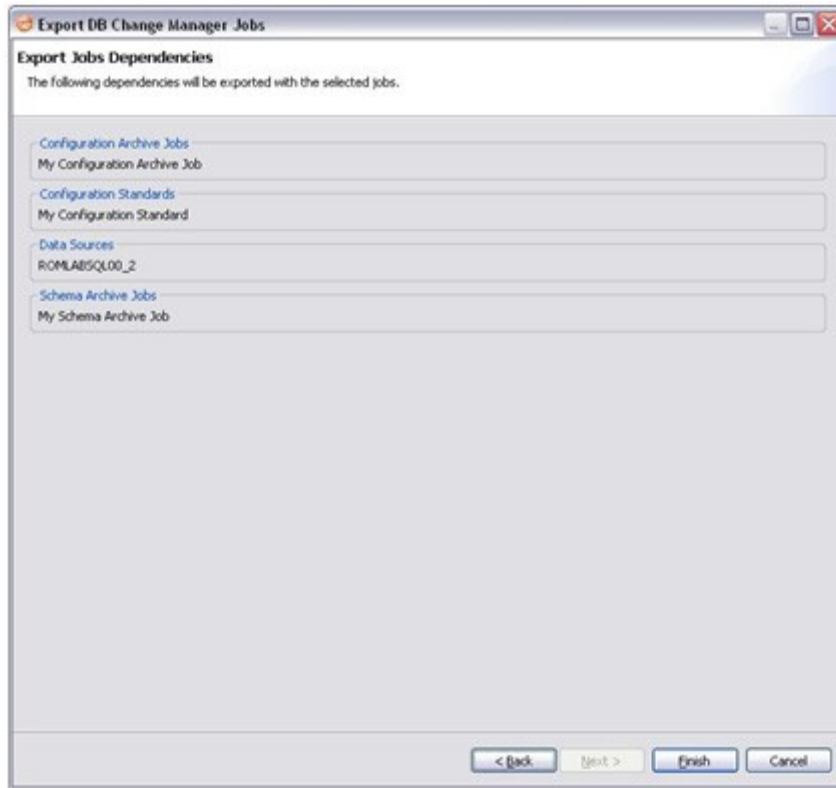 Export DB Change Manager Jobs
Export Jobs Dependencies
The following dependencies will be exported with the selected jobs.
Configuration Archive Jobs
My Configuration Archive Job
Configuration Standards
My Configuration Standard
Data Sources
ROMLABSQL00_2
Schema Archive Jobs
My Schema Archive Job
< Back Next > Finish Cancel